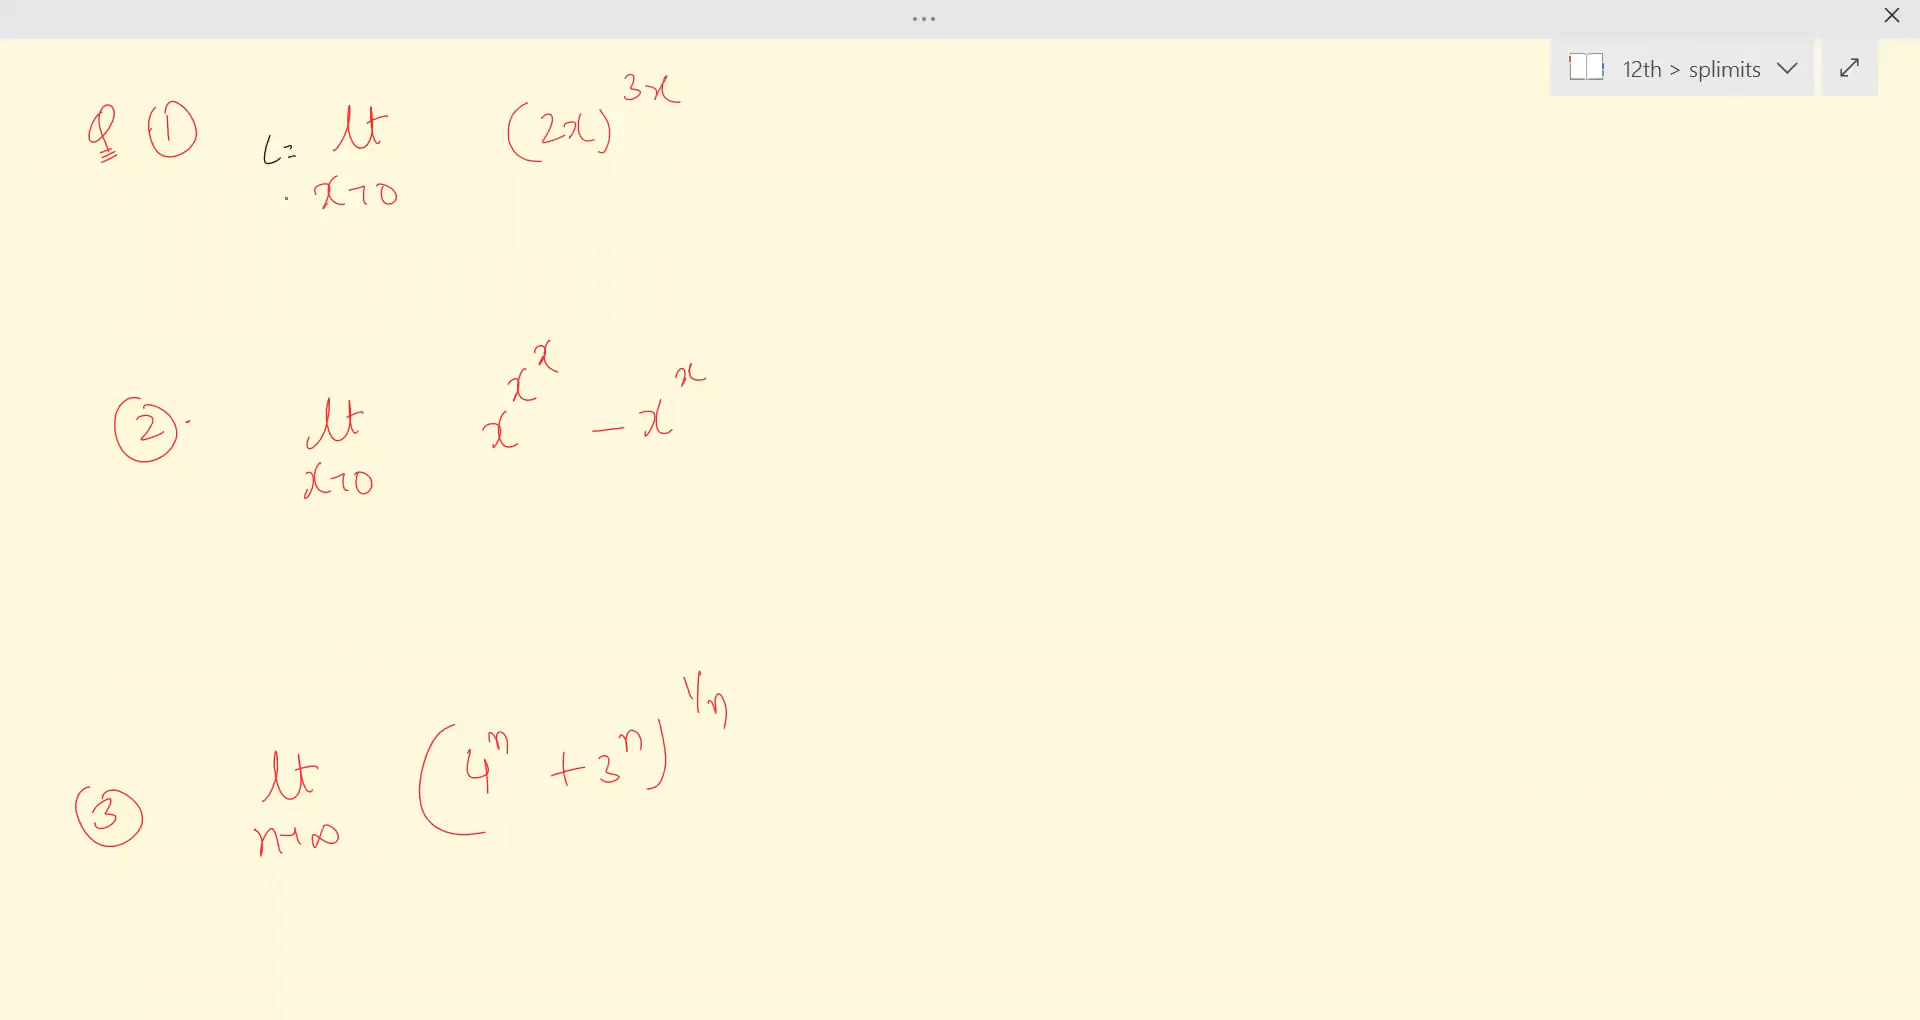 12th > splimits
Q ① L = lt (2x)^{3x}
x→0
② . lt x^{x^x} - x^x
x→0
③ lt (4^n + 3^n)^{1/n}
n→∞